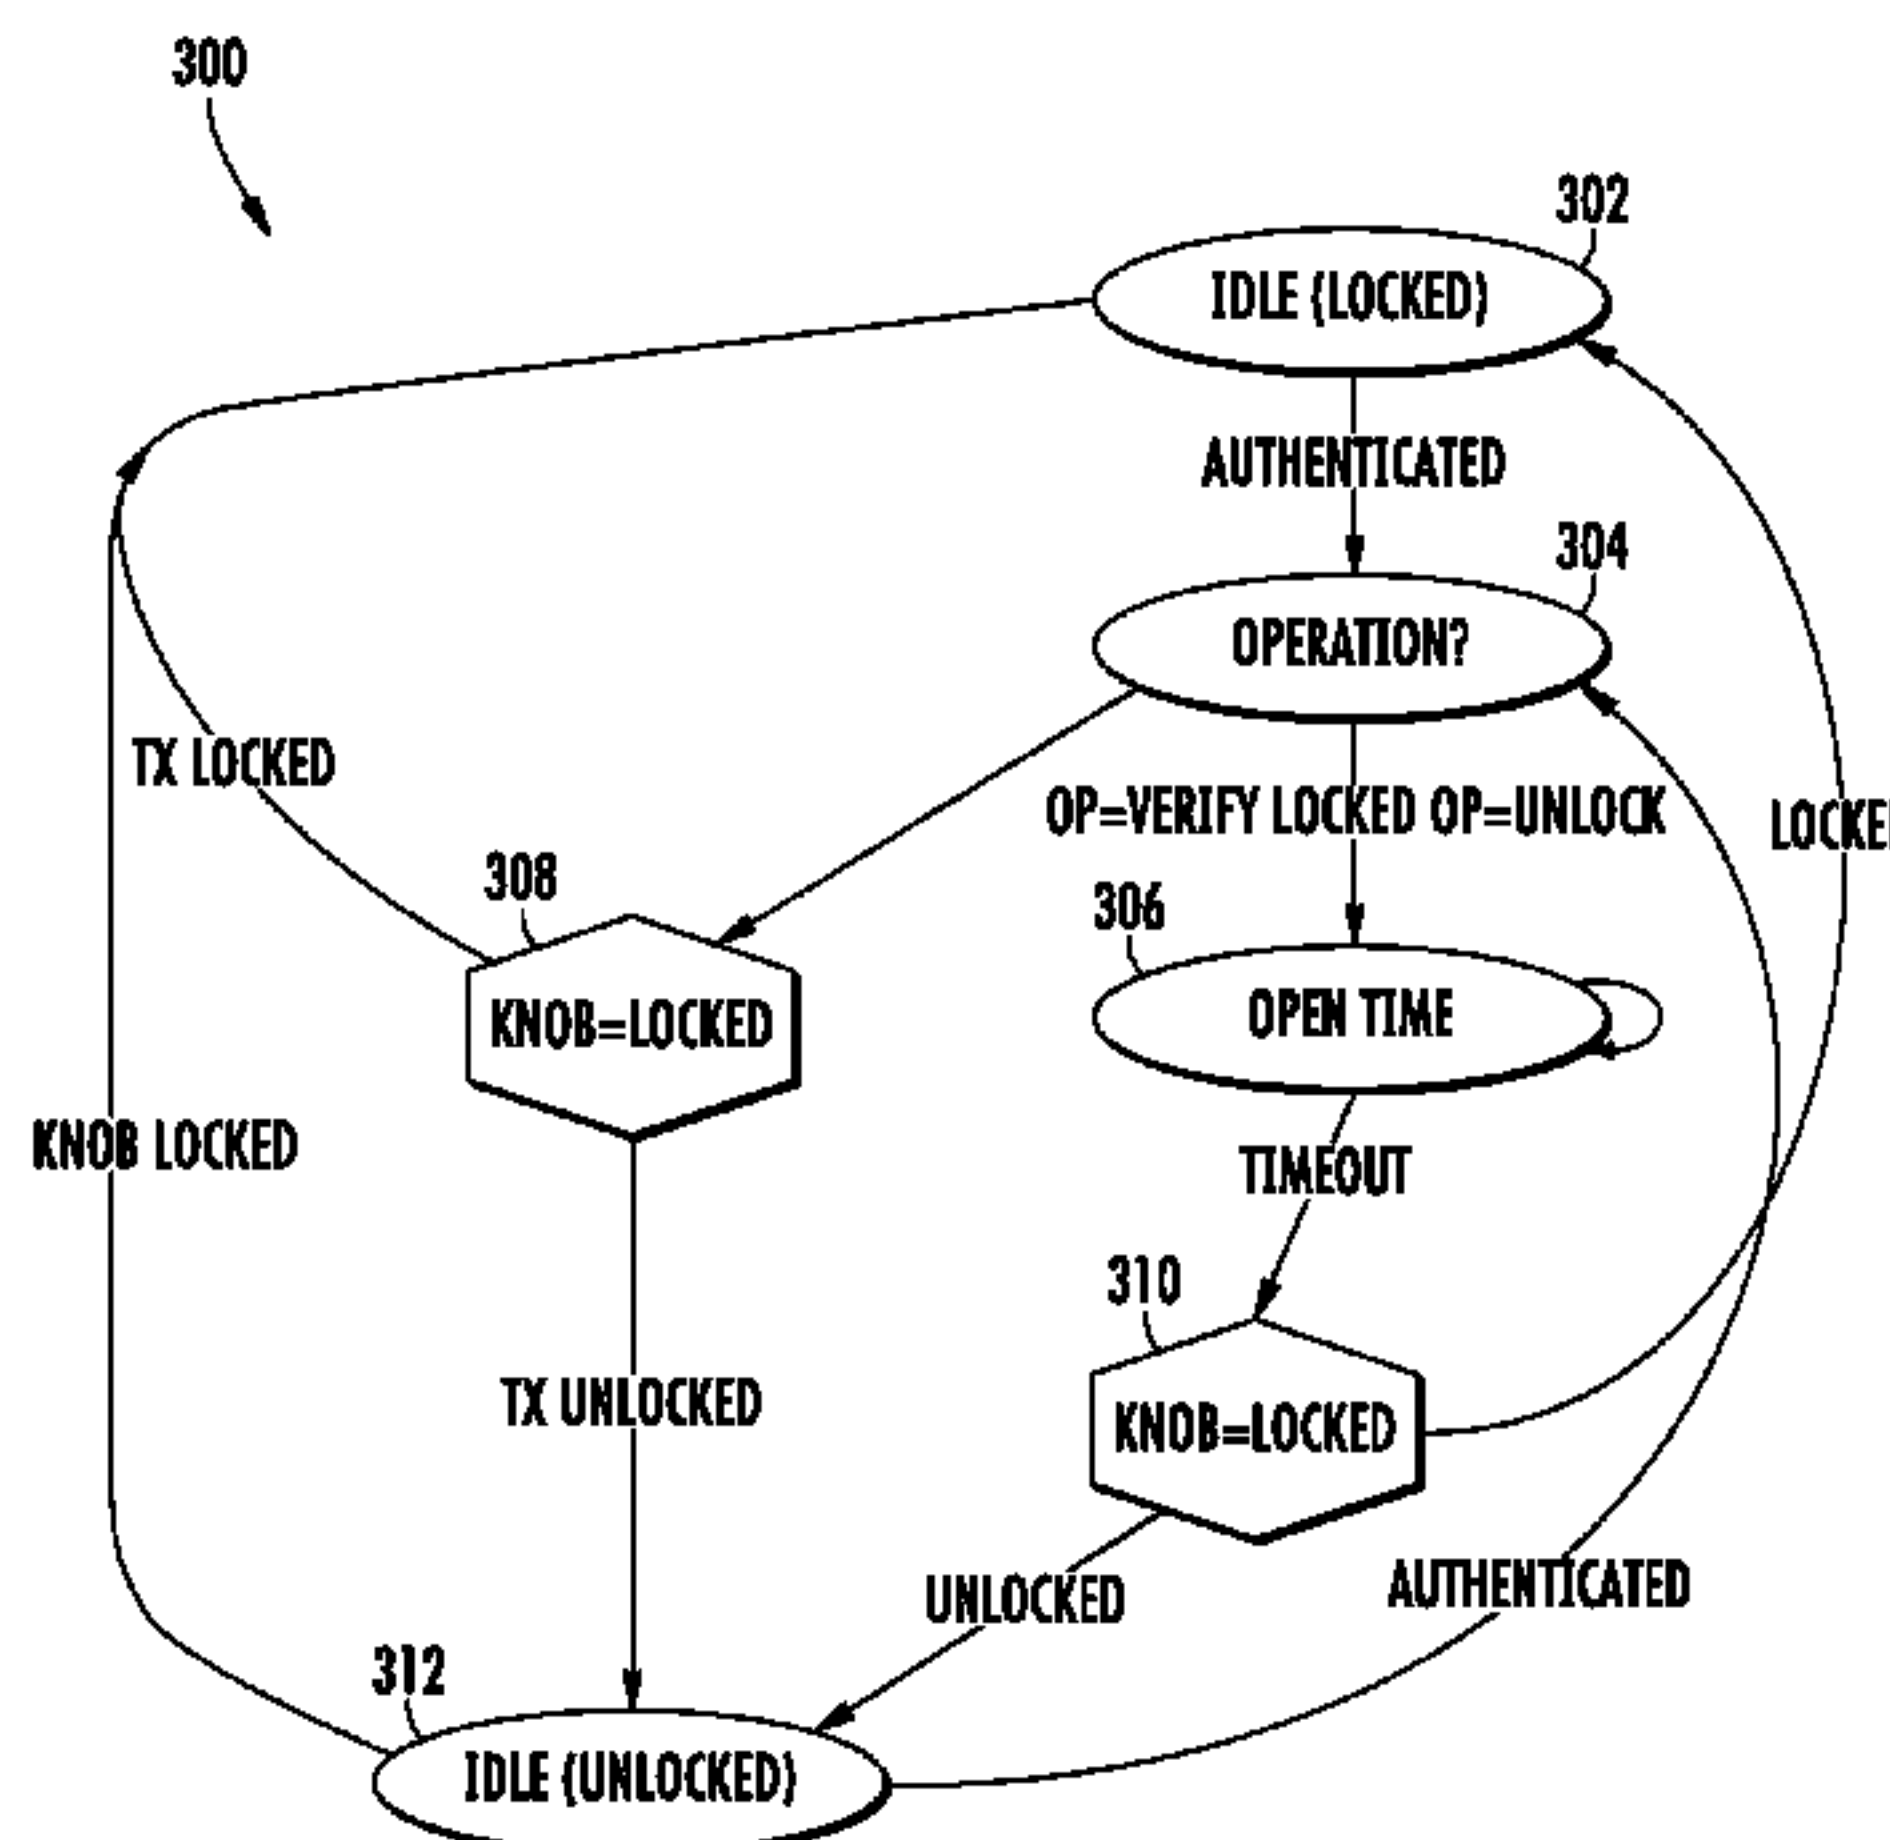 300
302
IDLE (LOCKED)
AUTHENTICATED
304
OPERATION?
TX LOCKED
OP=VERIFY LOCKED OP=UNLOCK
LOCKE
308
306
KNOB=LOCKED
OPEN TIME
KNOB LOCKED
TIMEOUT
310
TX UNLOCKED
KNOB=LOCKED
UNLOCKED
AUTHENTICATED
312
IDLE (UNLOCKED)